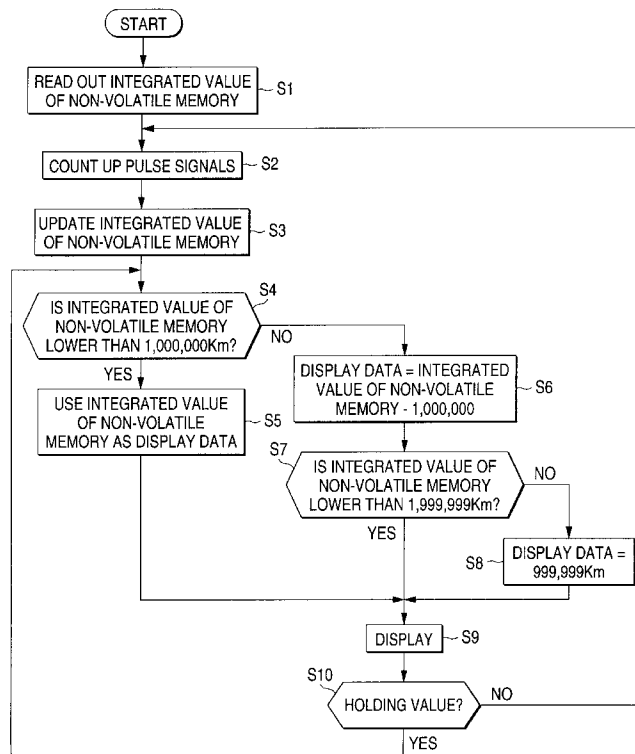 START
READ OUT INTEGRATED VALUE
OF NON-VOLATILE MEMORY
S1
COUNT UP PULSE SIGNALS
S2
UPDATE INTEGRATED VALUE
OF NON-VOLATILE MEMORY
S3
S4
IS INTEGRATED VALUE OF
NON-VOLATILE MEMORY
LOWER THAN 1,000,000Km?
NO
YES
USE INTEGRATED VALUE
OF NON-VOLATILE
MEMORY AS DISPLAY DATA
S5
DISPLAY DATA = INTEGRATED
VALUE OF NON-VOLATILE
MEMORY - 1,000,000
S6
S7
IS INTEGRATED VALUE OF
NON-VOLATILE MEMORY
LOWER THAN 1,999,999Km?
NO
YES
S8
DISPLAY DATA =
999,999Km
DISPLAY
S9
S10
HOLDING VALUE?
NO
YES